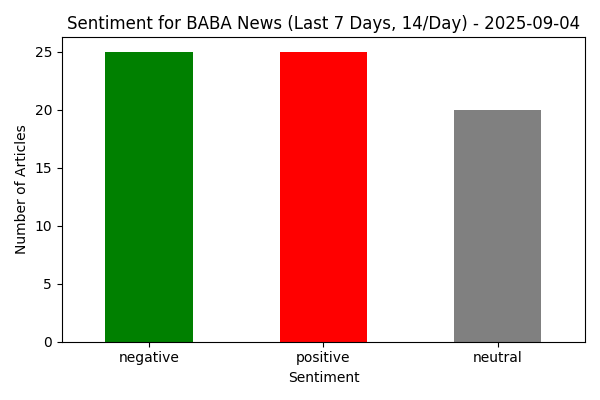 Sentiment for BABA News (Last 7 Days, 14/Day) - 2025-09-04
Number of Articles
25
20
15
10
5
0
negative
positive
neutral
Sentiment